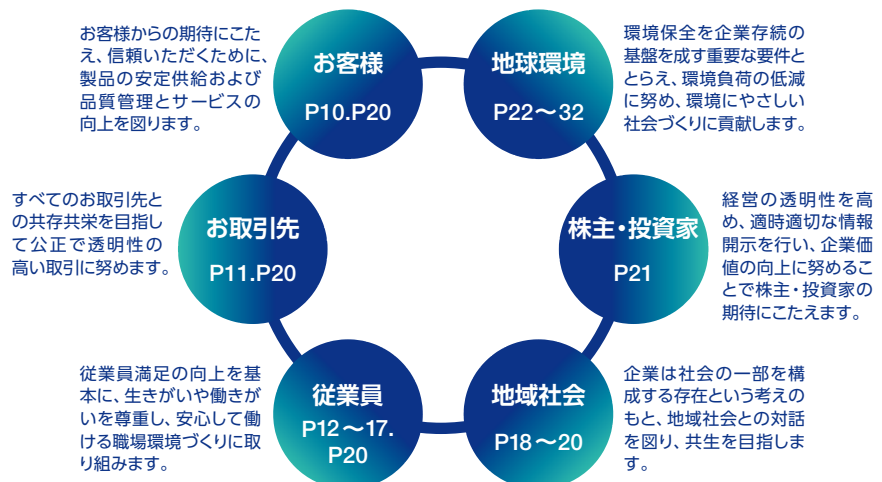 お客様からの期待にこた
え、信頼いただくために、
製品の安定供給および
品質管理とサービスの
向上を図ります。
お客様
P10.P20
地球環境
P22～32
環境保全を企業存続の
基盤を成す重要な要件と
とらえ、環境負荷の低減
に努め、環境にやさしい
社会づくりに貢献します。
すべてのお取引先と
の共存共栄を目指し
て公正で透明性の
高い取引に努めます。
お取引先
P11.P20
株主・投資家
P21
経営の透明性を高
め、適時適切な情報
開示を行い、企業価
値の向上に努めるこ
とで株主・投資家の
期待にこたえます。
従業員満足の向上を基
本に、生きがいや働きが
いを尊重し、安心して働
ける職場環境づくりに取
り組みます。
従業員
P12～17.
P20
地域社会
P18～20
企業は社会の一部を構
成する存在という考えの
もと、地域社会との対話
を図り、共生を目指しま
す。